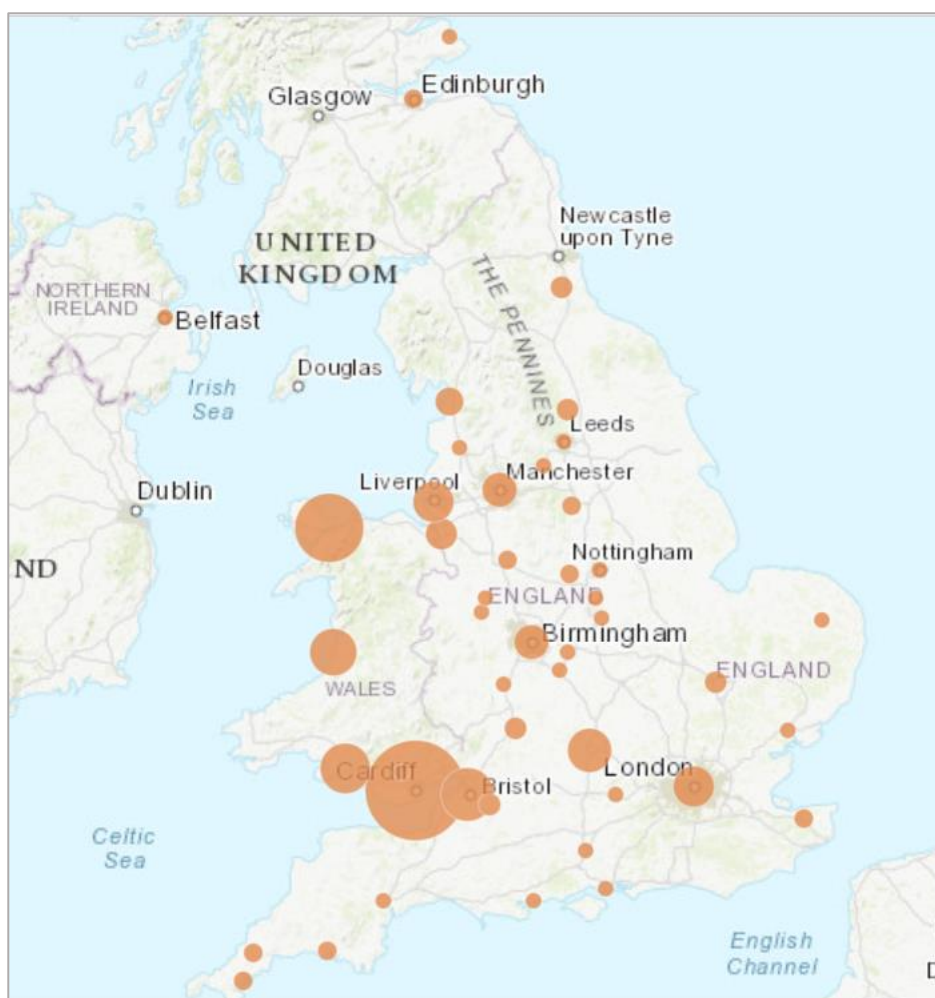 Edinburgh
Glasgow
Newcastle
upon Tyne
UNITED
KINGDOM
THE PENNINES
NORTHERN
IRELAND
Belfast
Douglas
Irish
Sea
Leeds
Manchester
Liverpool
Dublin
Nottingham
ND
ENGLAND
Birmingham
ENGLAND
WALES
London
Cardiff
Bristol
Celtic
Sea
English
Channel
D